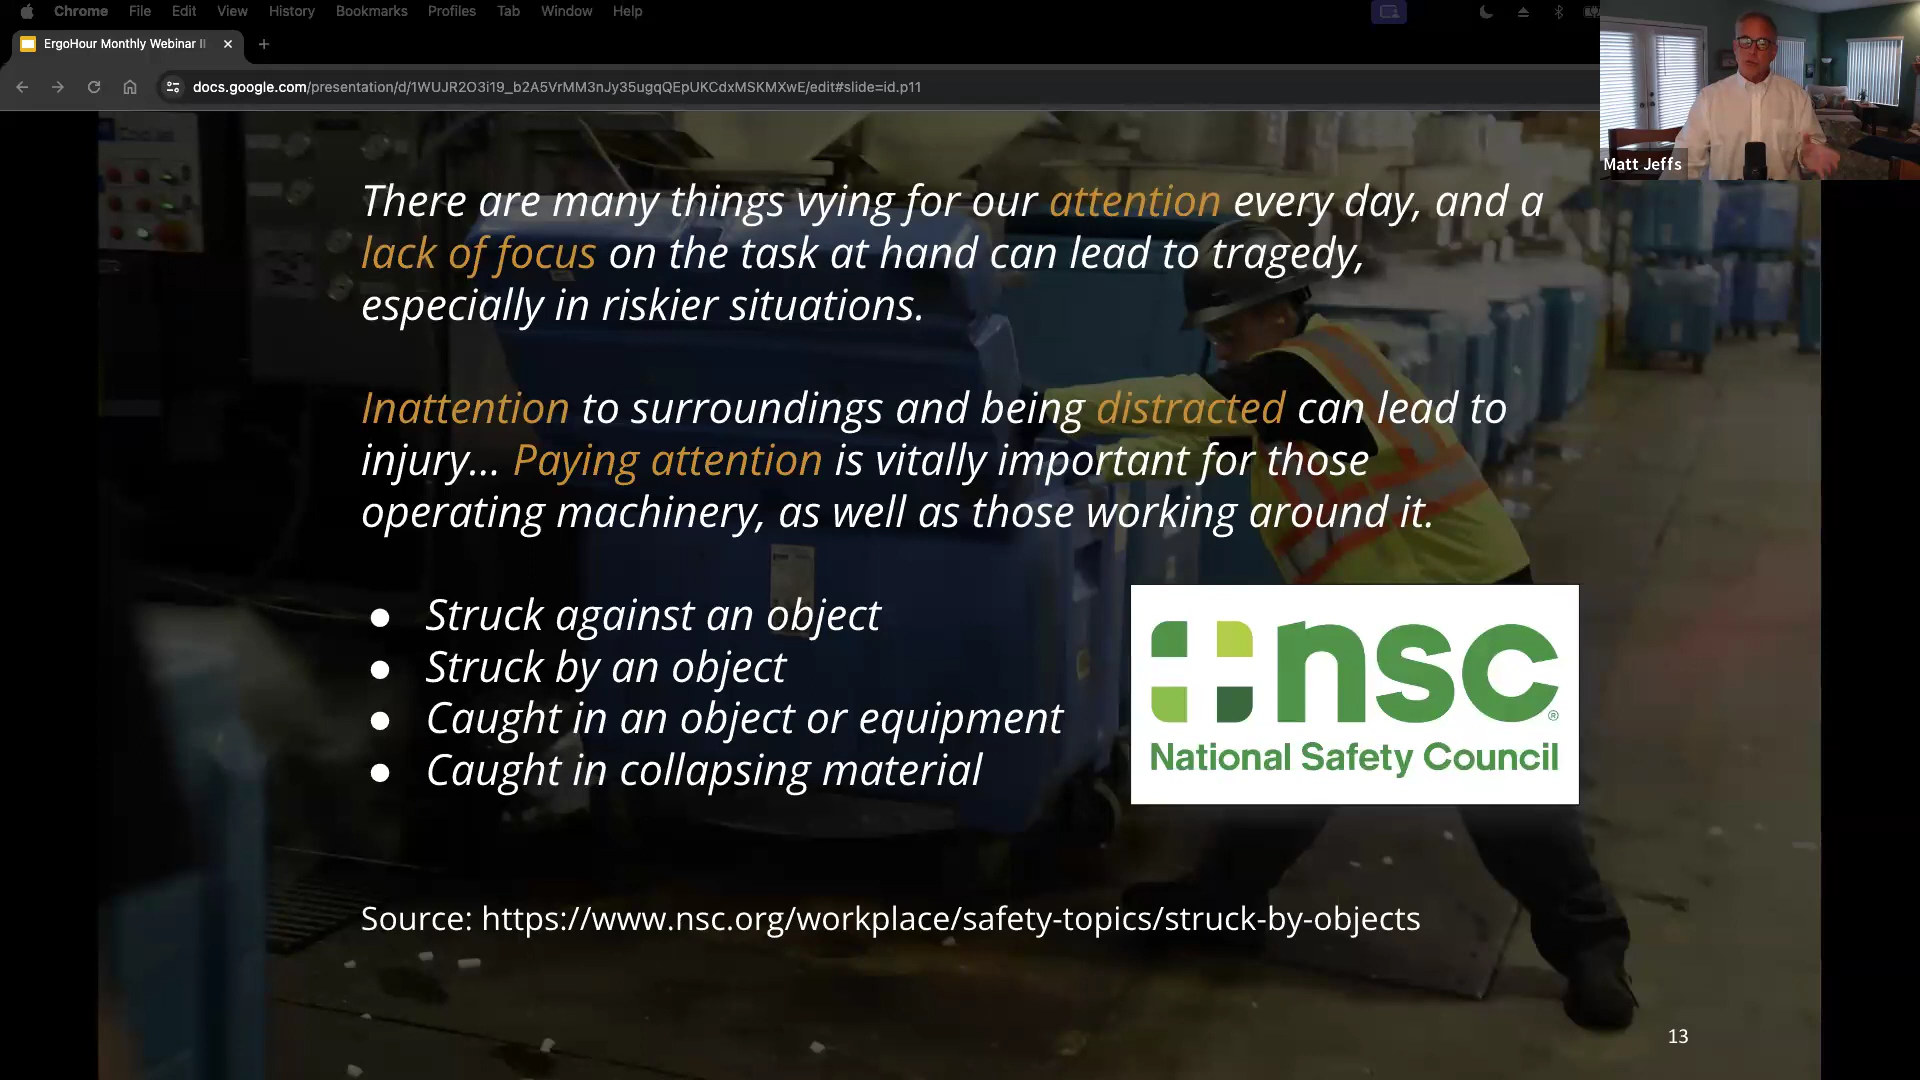 Chrome File Edit View History Bookmarks Profiles Tab Window Help
ErgoHour Monthly Webinar II
docs.google.com/presentation/d/1WUJR2O3i19_b2A5VrMM3nJy35ugqQEpUKCdxMSKMXwE/edit#slide=id.p11
Matt Jeffs
There are many things vying for our attention every day, and a
lack of focus on the task at hand can lead to tragedy,
especially in riskier situations.
Inattention to surroundings and being distracted can lead to
injury... Paying attention is vitally important for those
operating machinery, as well as those working around it.
● Struck against an object
● Struck by an object
● Caught in an object or equipment
● Caught in collapsing material
nsc®
National Safety Council
Source: https://www.nsc.org/workplace/safety-topics/struck-by-objects
13